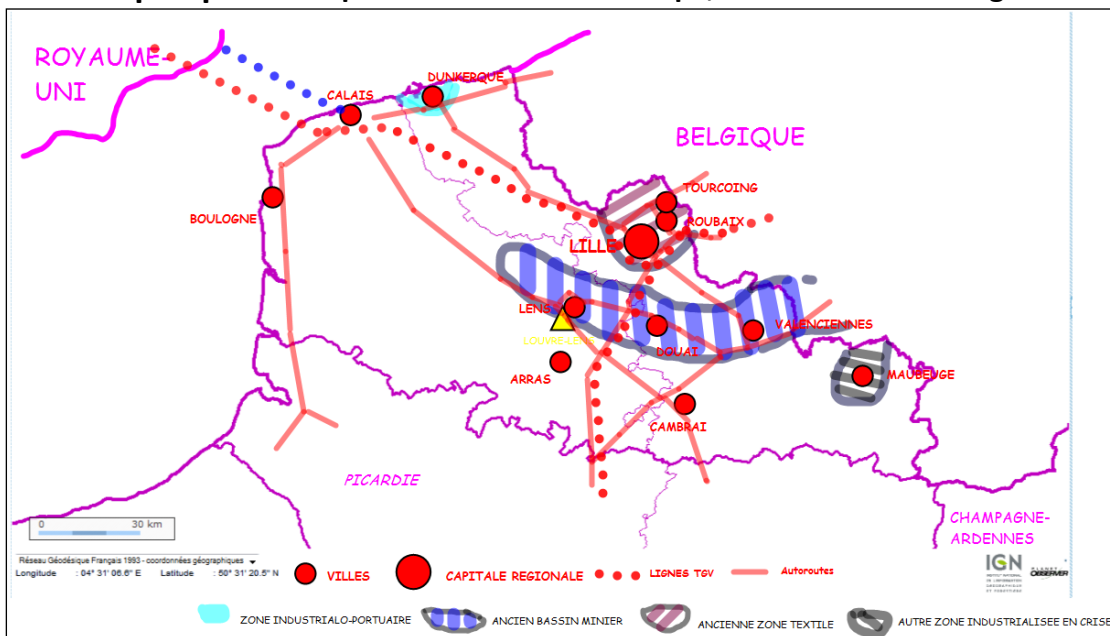 ROYAUME-
UNI
DUNKERQUE
CALAIS
BELGIQUE
TOURCOING
BOULOGNE
ROUBAIX
LILLE
LENS
LOUVRE-LENS
DOUAI
VALENCIENNES
ARRAS
MAUBEUGE
CAMBRAI
PICARDIE
CHAMPAGNE-
ARDENNES
0 30 km
Réseau Géodésique Français 1993 - coordonnées géographiques
Longitude : 04° 31' 06.6" E Latitude : 50° 31' 20.5" N
IGN
PLANET
OBSERVER
VILLES
CAPITALE REGIONALE
LIGNES TGV
Autoroutes
ZONE INDUSTRIALO-PORTUAIRE
ANCIEN BASSIN MINIER
ANCIENNE ZONE TEXTILE
AUTRE ZONE INDUSTRIALISEE EN CRISE